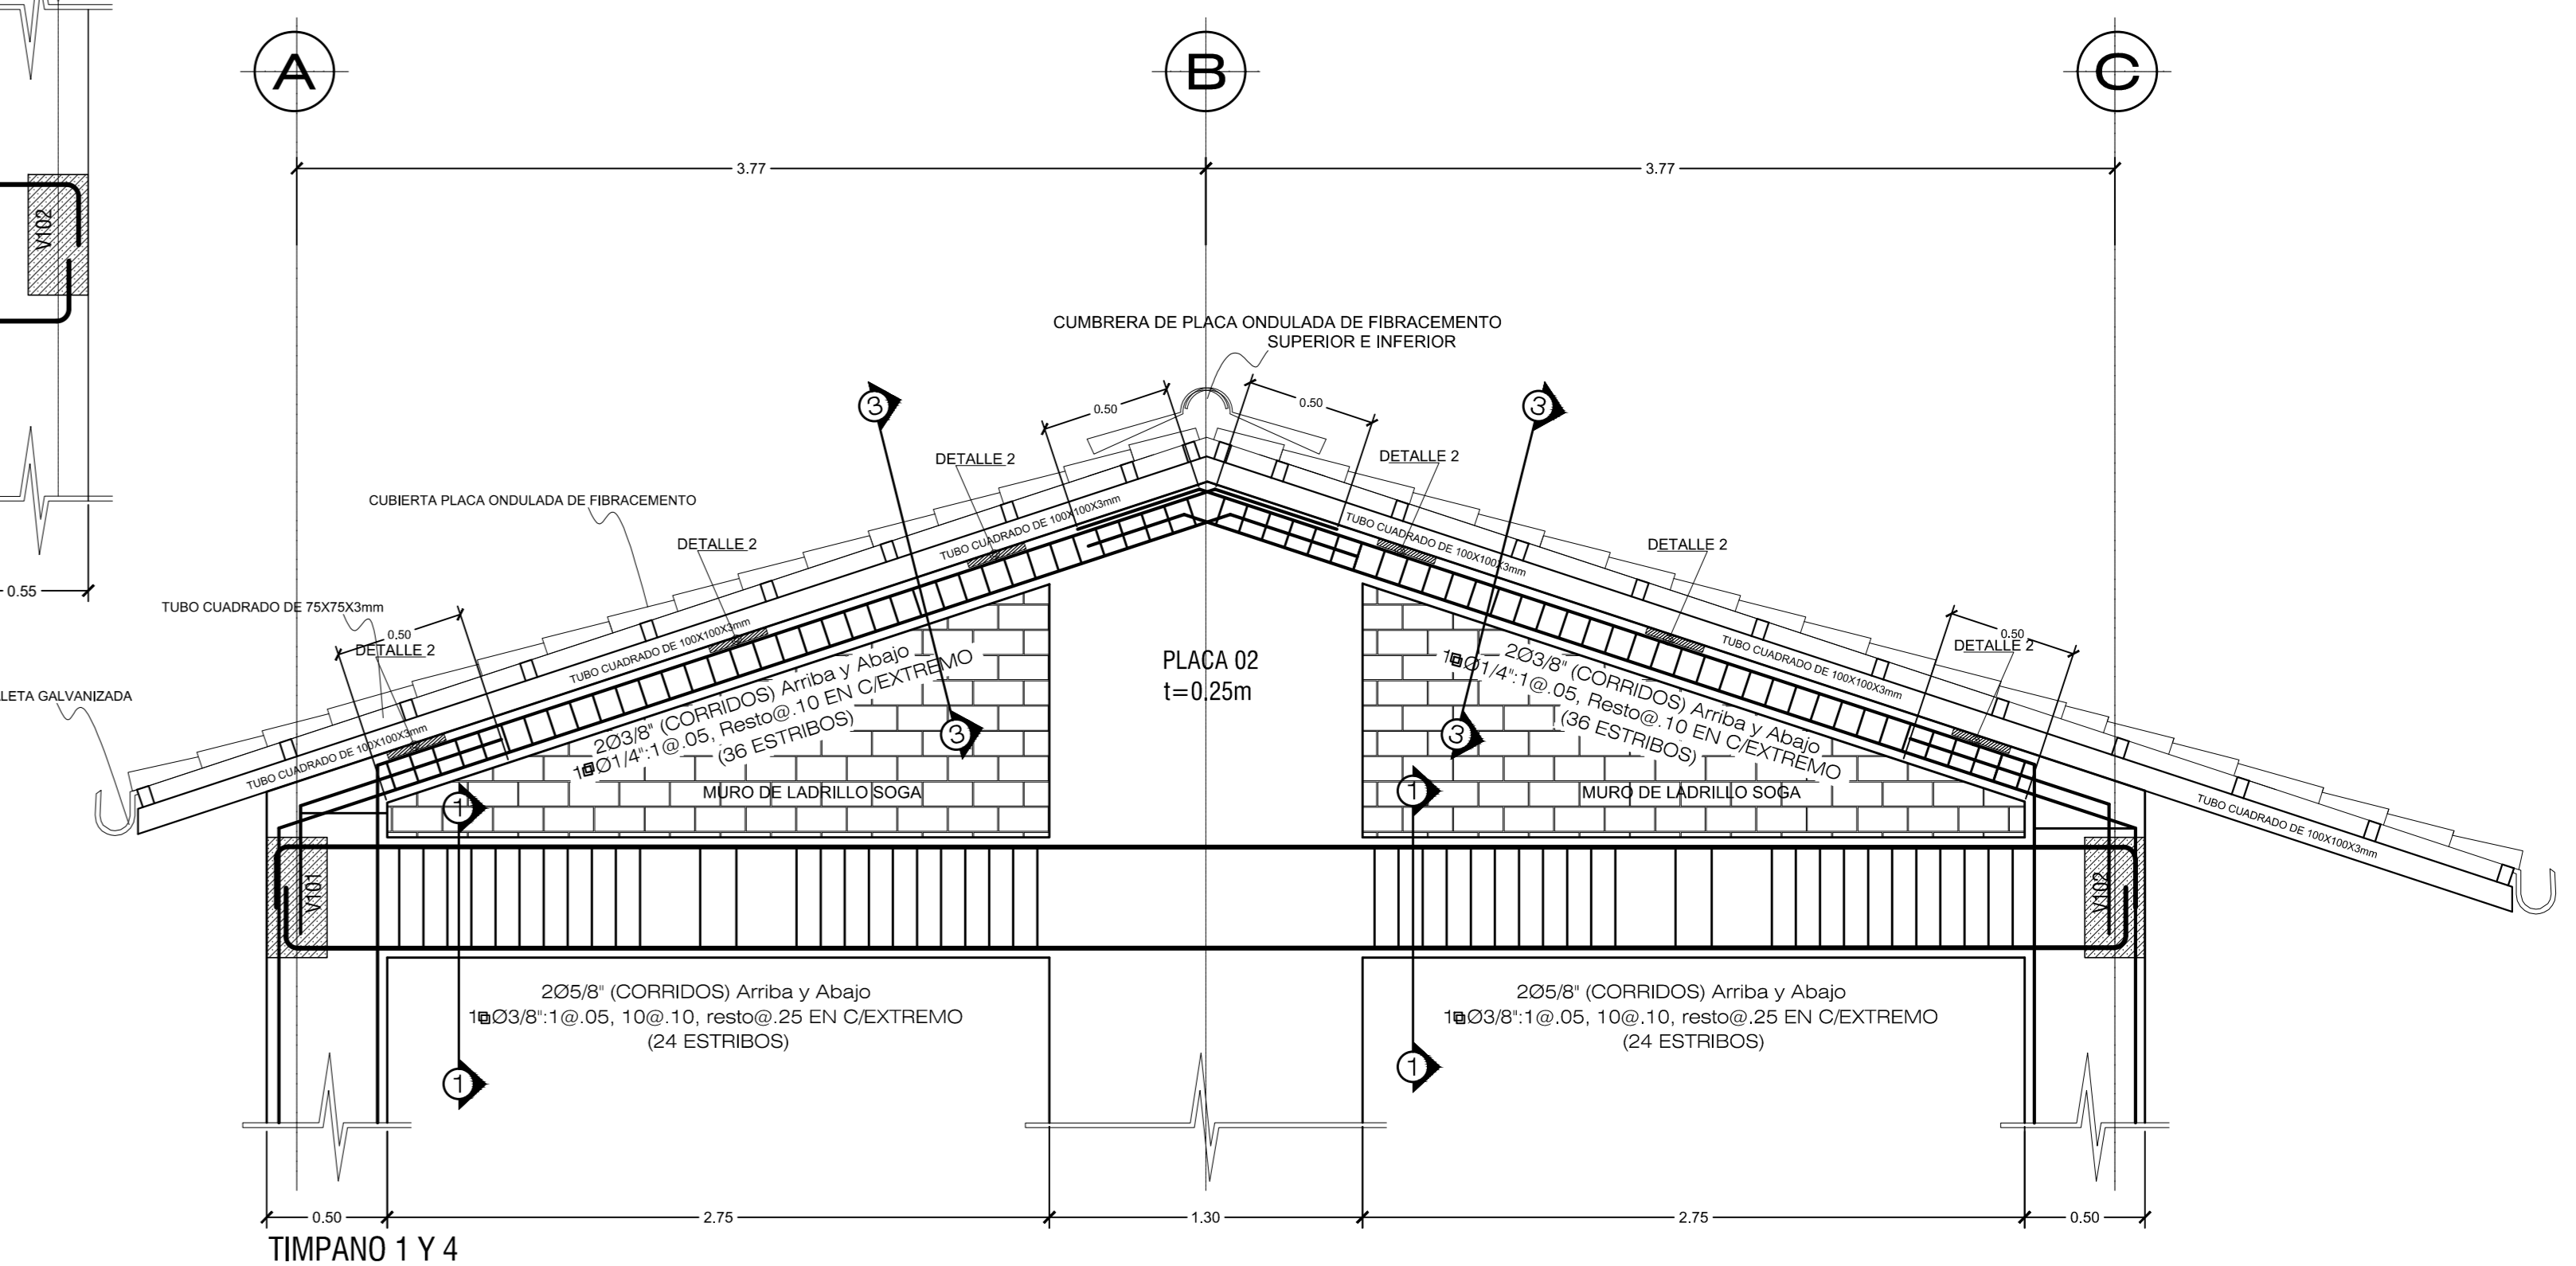 A
B
C
3.77
3.77
V102
0.55
CUMBRERA DE PLACA ONDULADA DE FIBRACEMENTO
SUPERIOR E INFERIOR
3
0.50
0.50
3
DETALLE 2
DETALLE 2
CUBIERTA PLACA ONDULADA DE FIBRACEMENTO
TUBO CUADRADO DE 100X100X3mm
TUBO CUADRADO DE 100X100X3mm
DETALLE 2
DETALLE 2
TUBO CUADRADO DE 75X75X3mm
0.50
DETALLE 2
TUBO CUADRADO DE 100X100X3mm
TUBO CUADRADO DE 100X100X3mm
0.50
DETALLE 2
LETA GALVANIZADA
TUBO CUADRADO DE 100X100X3mm
2Ø3/8" (CORRIDOS) Arriba y Abajo
1Ø1/4":1@.05, Resto@.10 EN C/EXTREMO
(36 ESTRIBOS)
3
PLACA 02
t=0.25m
2Ø3/8" (CORRIDOS) Arriba y Abajo
1Ø1/4":1@.05, Resto@.10 EN C/EXTREMO
(36 ESTRIBOS)
3
TUBO CUADRADO DE 100X100X3mm
1
MURO DE LADRILLO SOGA
1
MURO DE LADRILLO SOGA
V101
V102
2Ø5/8" (CORRIDOS) Arriba y Abajo
1Ø3/8":1@.05, 10@.10, resto@.25 EN C/EXTREMO
(24 ESTRIBOS)
2Ø5/8" (CORRIDOS) Arriba y Abajo
1Ø3/8":1@.05, 10@.10, resto@.25 EN C/EXTREMO
(24 ESTRIBOS)
1
1
0.50
2.75
1.30
2.75
0.50
TIMPANO 1 Y 4